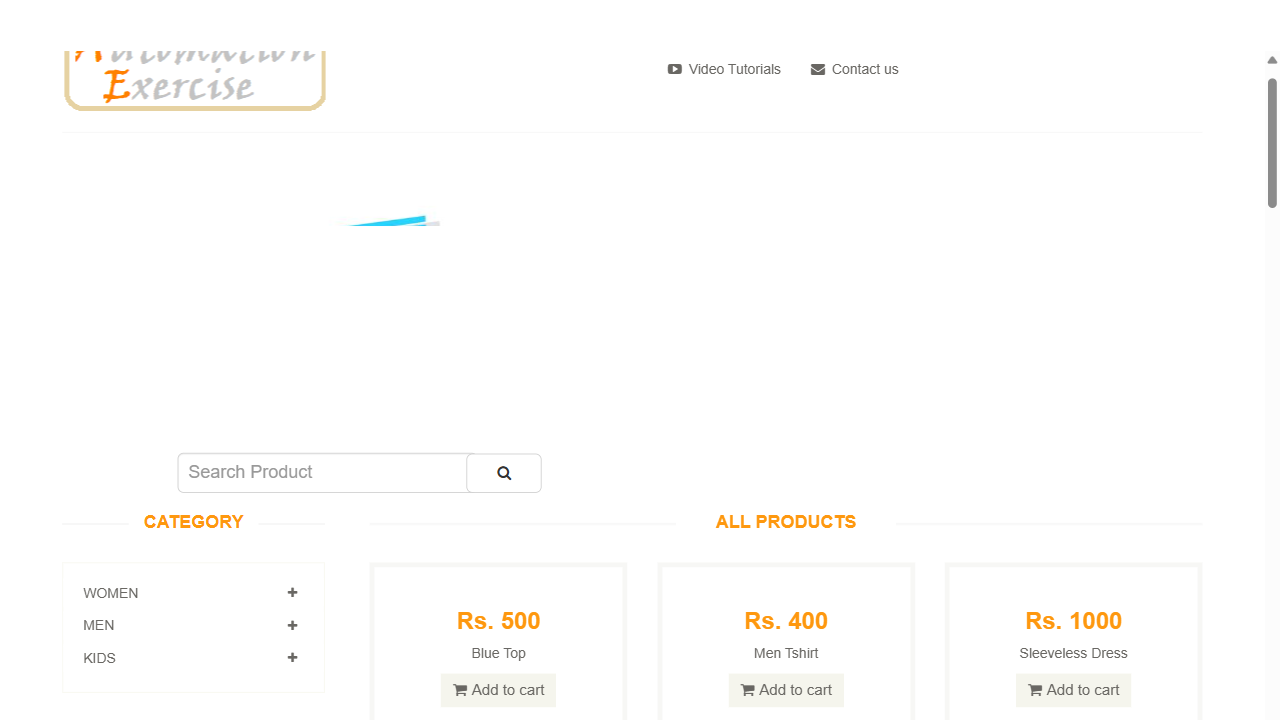 Automation
Exercise
Video Tutorials
Contact us
Search Product
CATEGORY
WOMEN
MEN
KIDS
ALL PRODUCTS
Rs. 500
Blue Top
Add to cart
Rs. 400
Men Tshirt
Add to cart
Rs. 1000
Sleeveless Dress
Add to cart